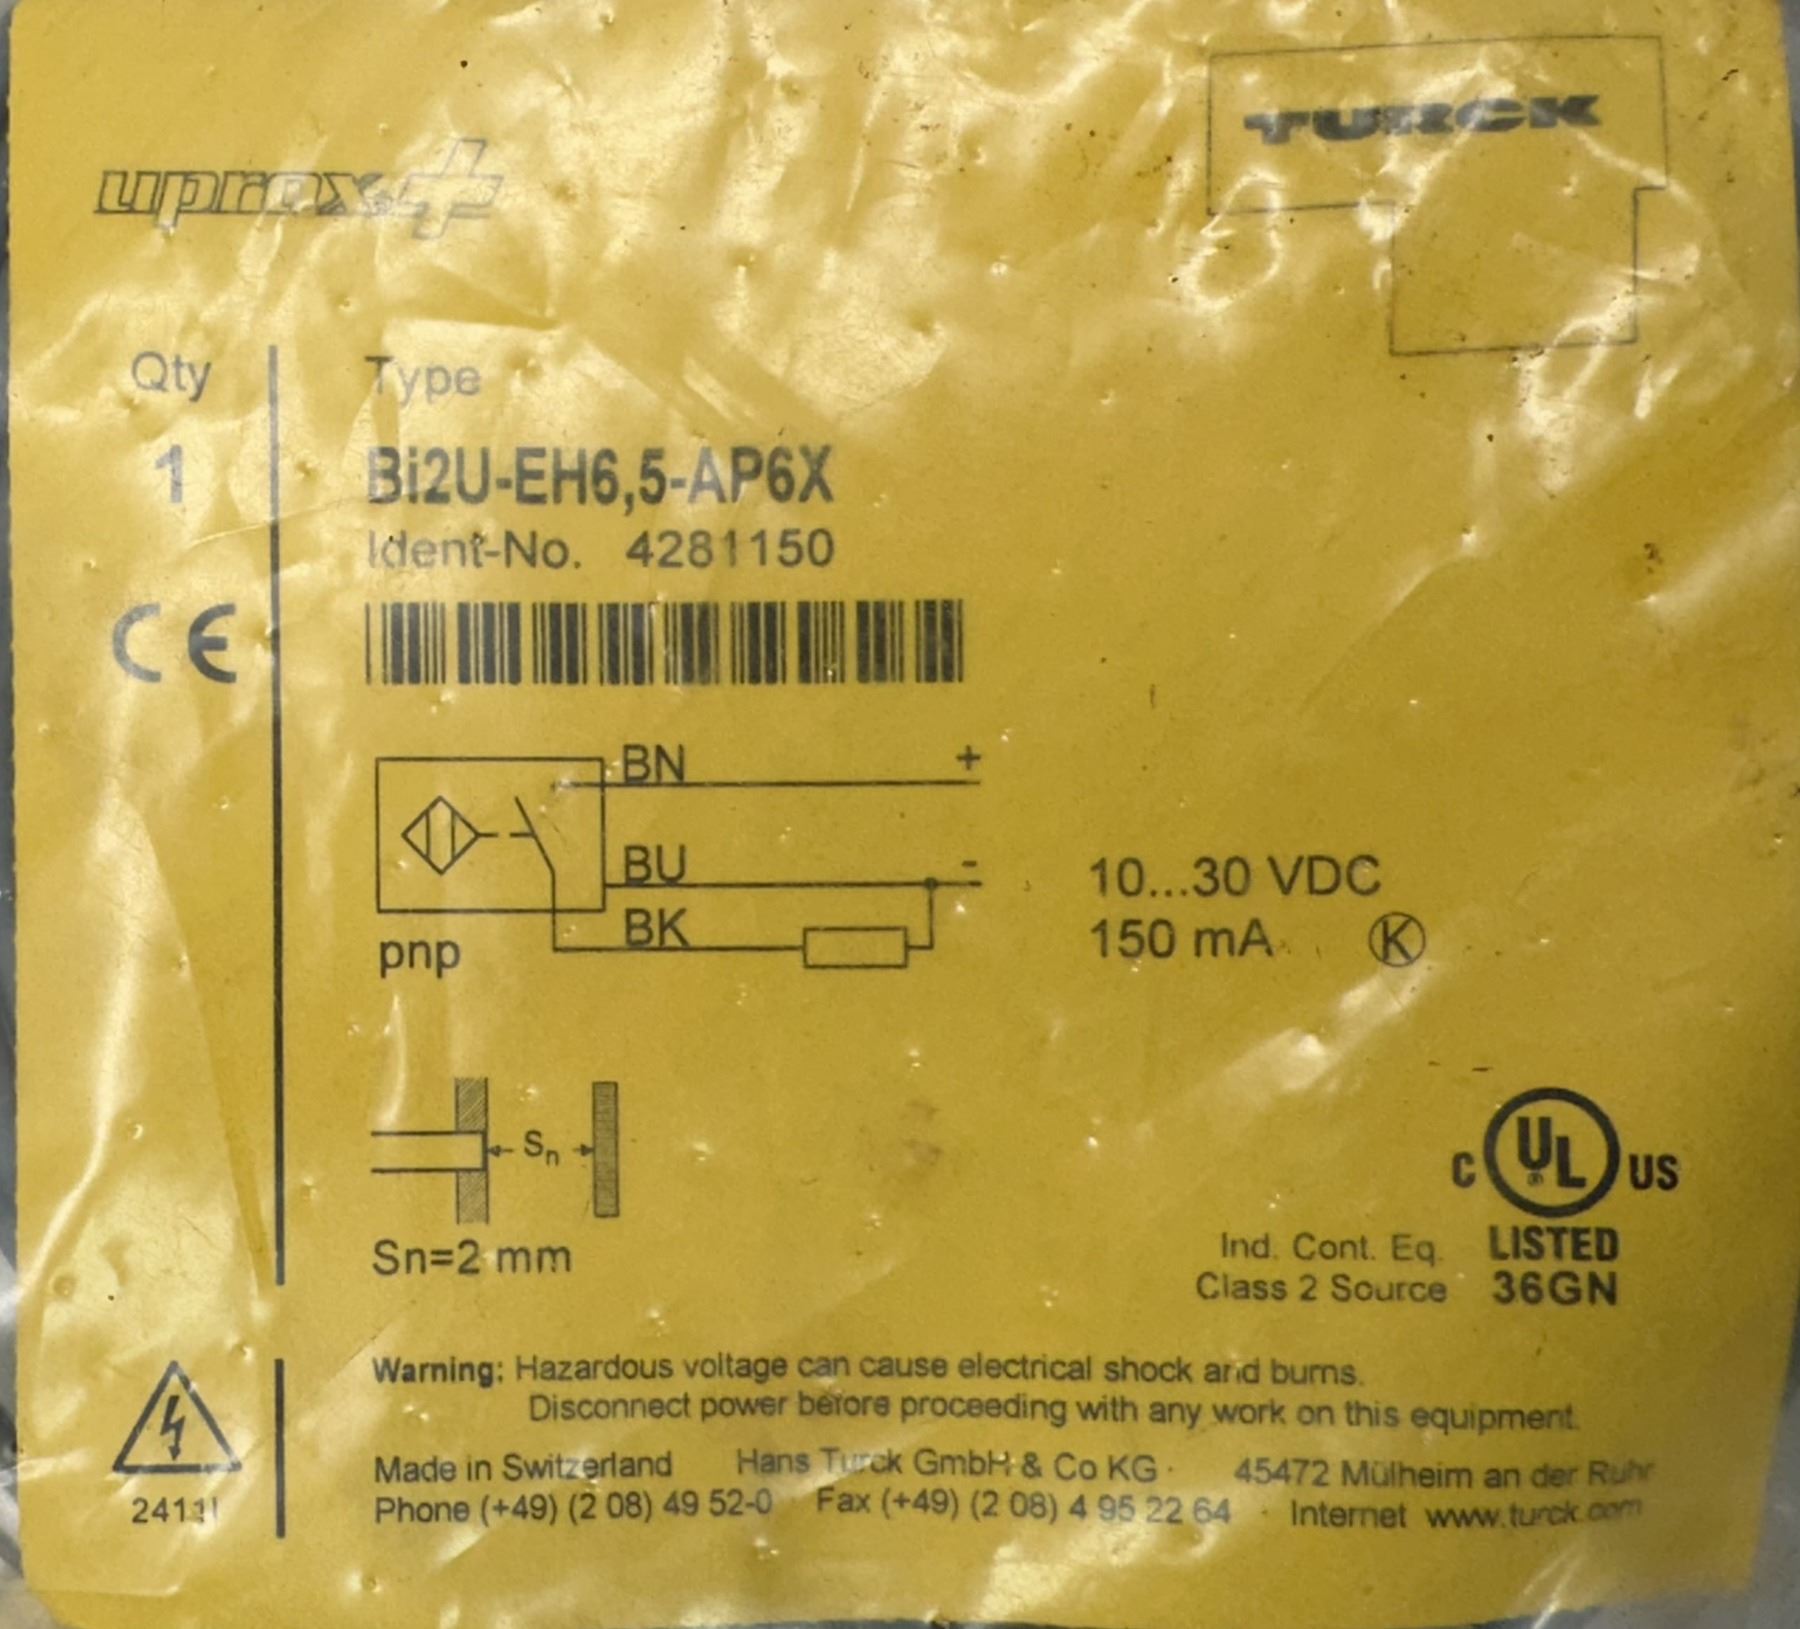 uprox+
TURCK
Qty
Type
1
Bi2U-EH6,5-AP6X
Ident-No. 4281150
CE
BN +
BU -
BK
pnp
10...30 VDC
150 mA K
Sn
Sn=2 mm
C UL US
® 
Ind. Cont. Eq. LISTED
Class 2 Source 36GN
Warning: Hazardous voltage can cause electrical shock and burns.
Disconnect power before proceeding with any work on this equipment.
Made in Switzerland Hans Turck GmbH & Co KG · 45472 Mülheim an der Ruhr
Phone (+49) (2 08) 49 52-0 · Fax (+49) (2 08) 4 95 22 64 · Internet www.turck.com